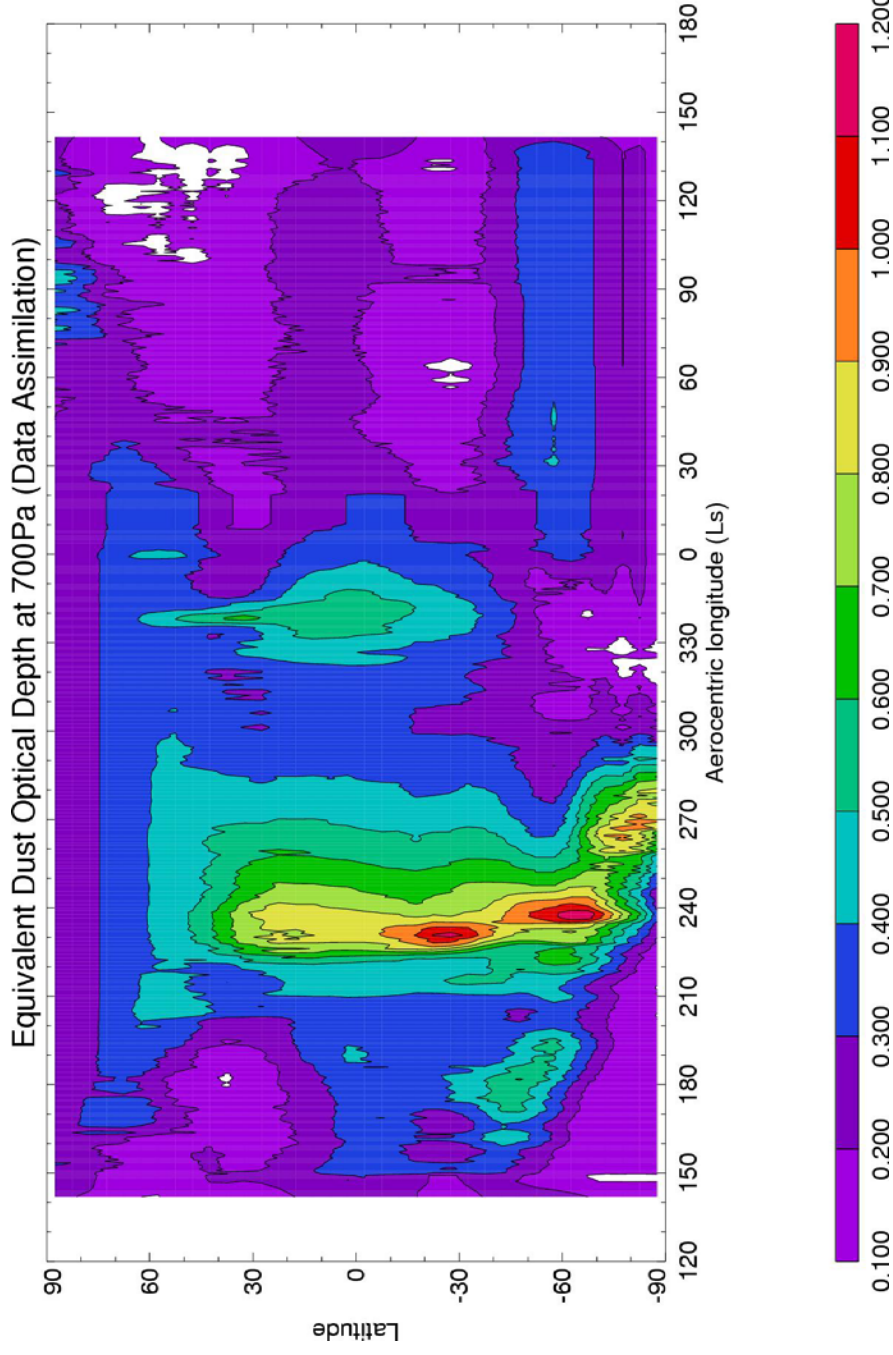 Equivalent Dust Optical Depth at 700Pa (Data Assimilation)
Latitude
90
60
30
0
-30
-60
-90
120 150 180 210 240 270 300 330 0 30 60 90 120 150 180
Aerocentric longitude (Ls)
0.100 0.200 0.300 0.400 0.500 0.600 0.700 0.800 0.900 1.000 1.100 1.200